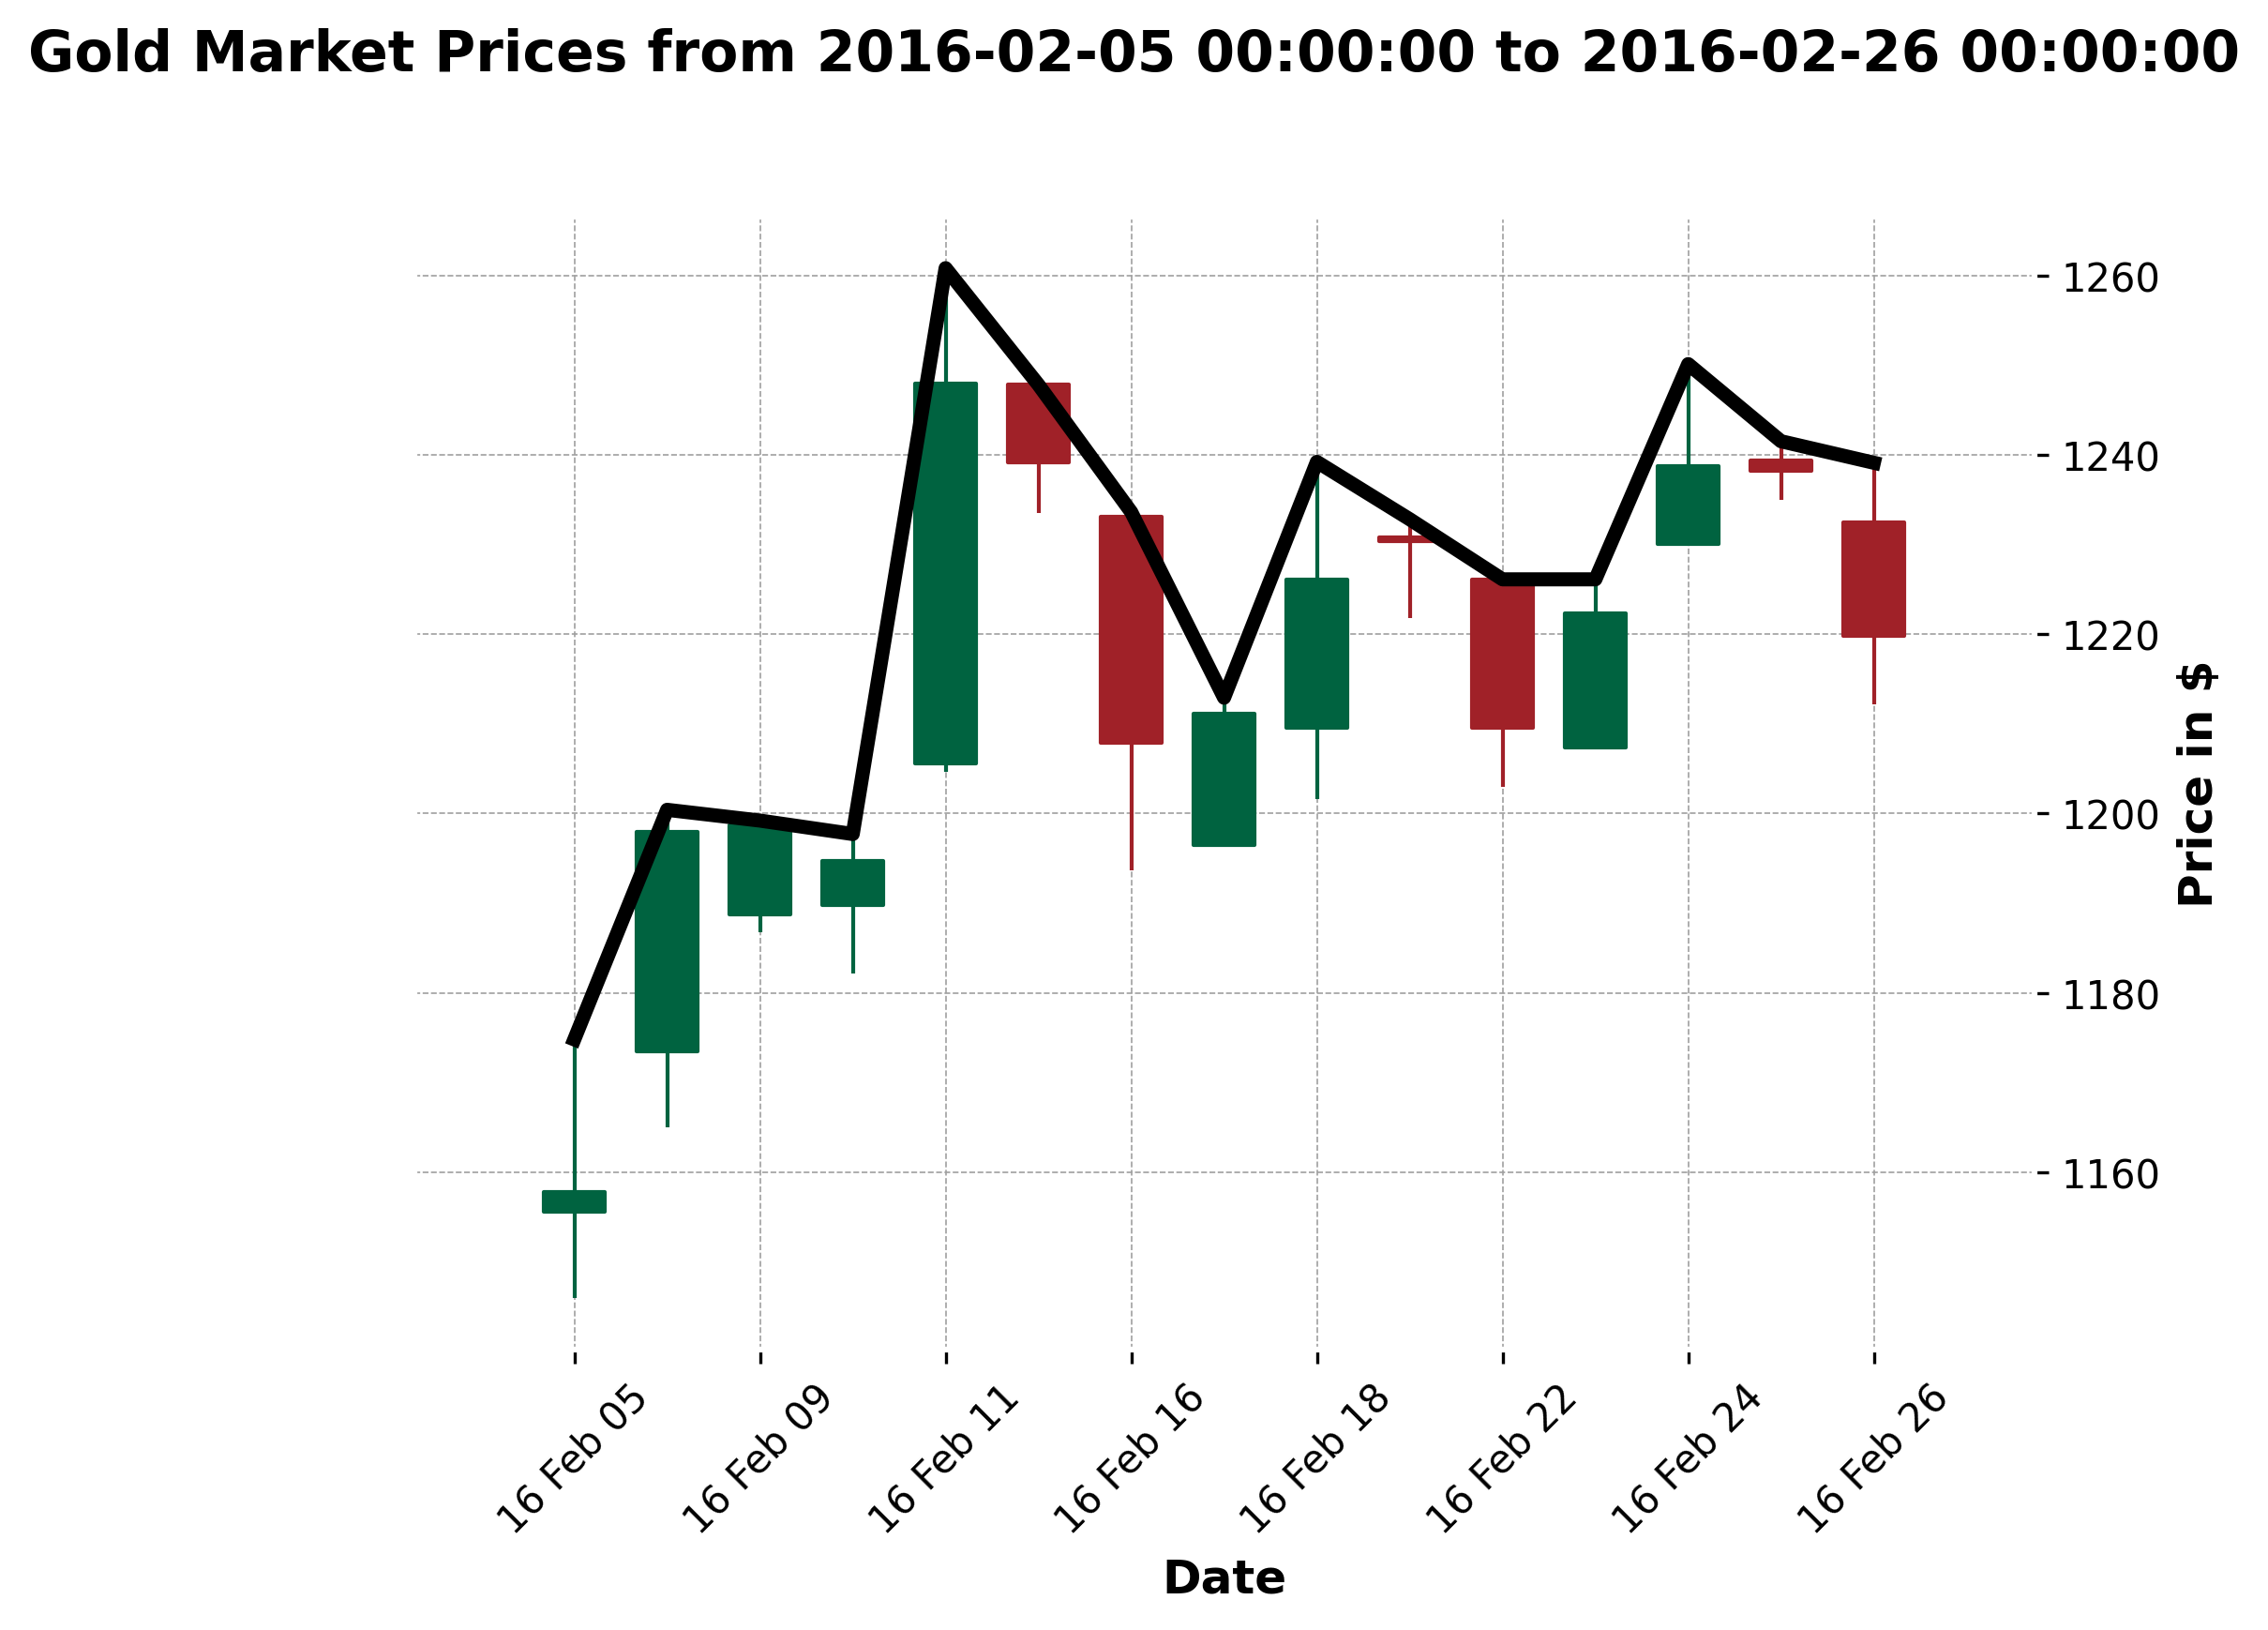 Gold Market Prices from 2016-02-05 00:00:00 to 2016-02-26 00:00:00
1260
1240
1220
1200
1180
1160
Price in $
16 Feb 05
16 Feb 09
16 Feb 11
16 Feb 16
16 Feb 18
16 Feb 22
16 Feb 24
16 Feb 26
Date